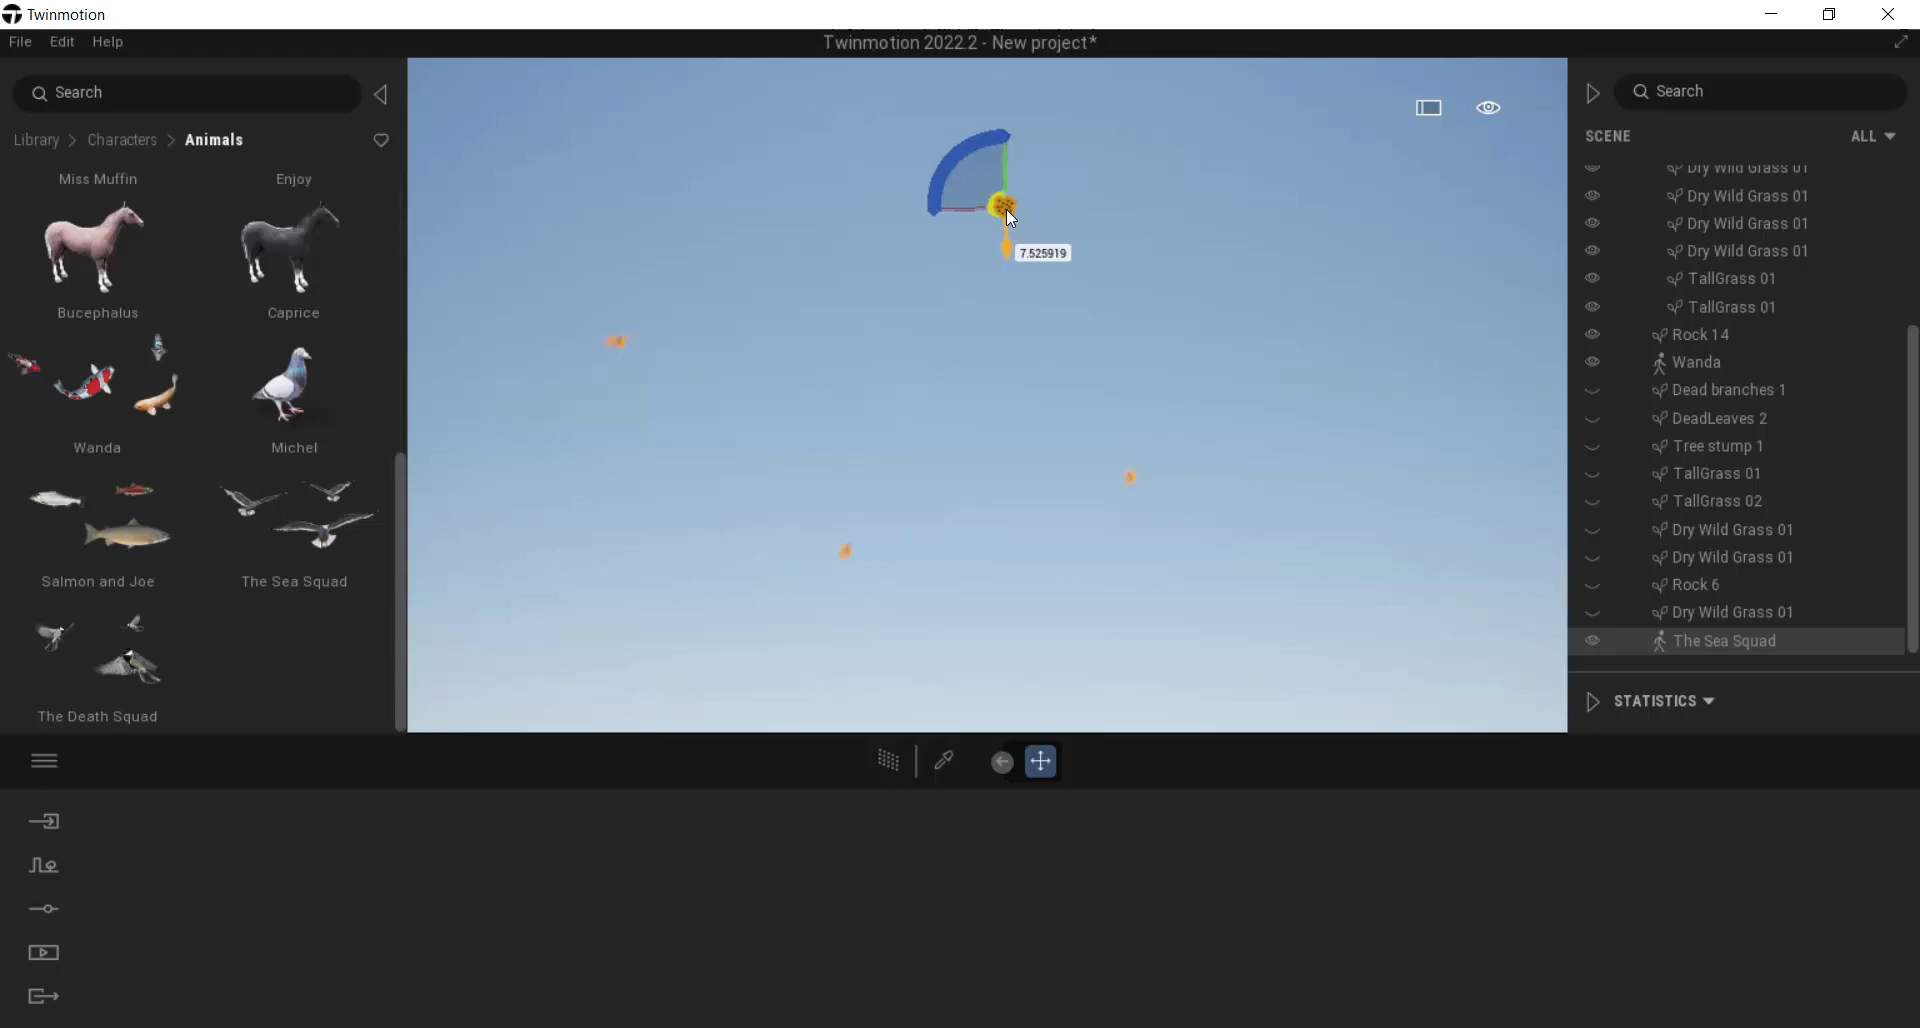 Twinmotion
File Edit Help
Twinmotion 2022.2 - New project*
Search
Library > Characters > Animals
Miss Muffin
Enjoy
Bucephalus
Caprice
Wanda
Michel
Salmon and Joe
The Sea Squad
The Death Squad
7.525919
Search
SCENE
ALL
Dry Wild Grass 01
Dry Wild Grass 01
Dry Wild Grass 01
Dry Wild Grass 01
TallGrass 01
TallGrass 01
Rock 14
Wanda
Dead branches 1
DeadLeaves 2
Tree stump 1
TallGrass 01
TallGrass 02
Dry Wild Grass 01
Dry Wild Grass 01
Rock 6
Dry Wild Grass 01
The Sea Squad
STATISTICS